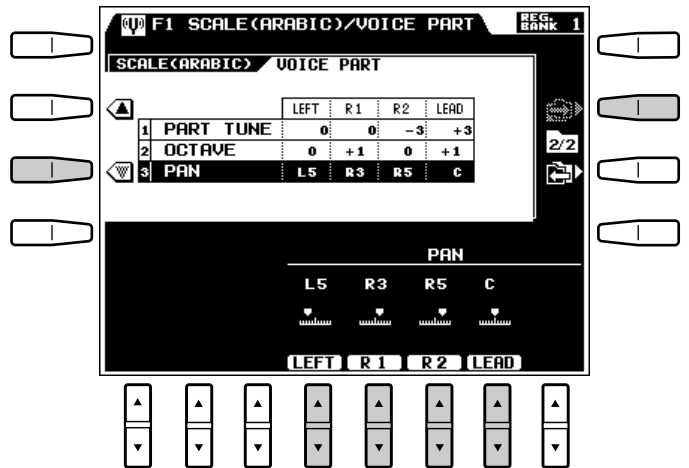 F1 SCALE(ARABIC)/VOICE PART
REG. BANK 1
SCALE(ARABIC) VOICE PART
LEFT R1 R2 LEAD
1 PART TUNE 0 0 -3 +3
2 OCTAVE 0 +1 0 +1
3 PAN L5 R3 R5 C
2/2
PAN
L5 R3 R5 C
LEFT R1 R2 LEAD